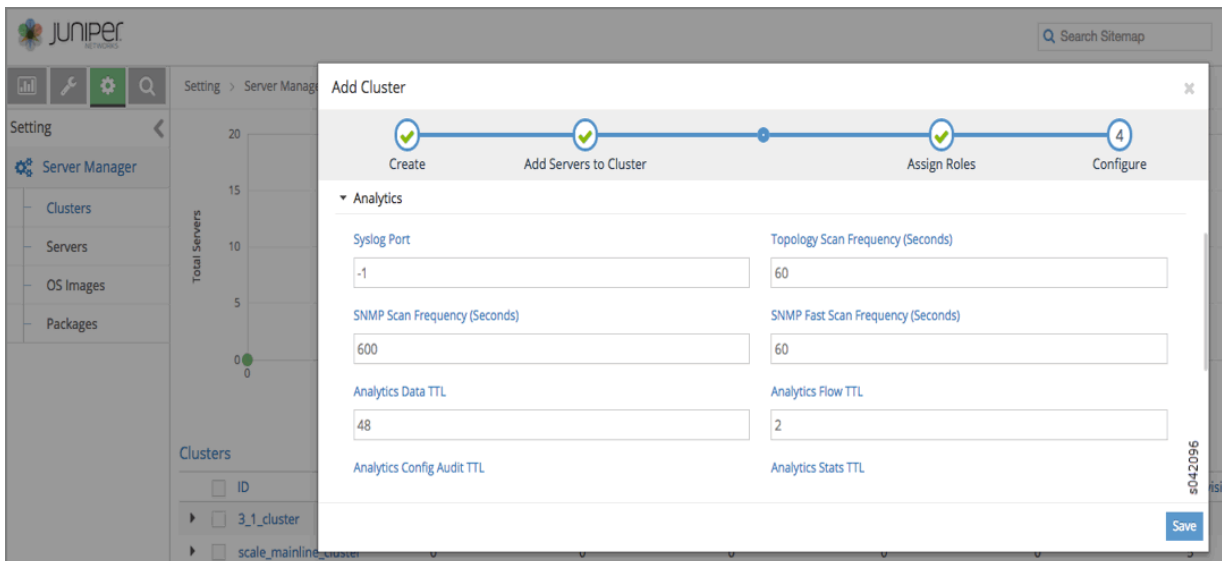 JUNIPER
NETWORKS
Search Sitemap
Setting > Server Manage
Add Cluster
×
Setting
Server Manager
Clusters
Servers
OS Images
Packages
Total Servers
20
15
10
5
0
0
Create
Add Servers to Cluster
Assign Roles
4
Configure
Analytics
Syslog Port
Topology Scan Frequency (Seconds)
-1
60
SNMP Scan Frequency (Seconds)
SNMP Fast Scan Frequency (Seconds)
600
60
Analytics Data TTL
Analytics Flow TTL
48
2
Analytics Config Audit TTL
Analytics Stats TTL
s042096
Save
Clusters
ID
3_1_cluster
scale_mainline_cluster